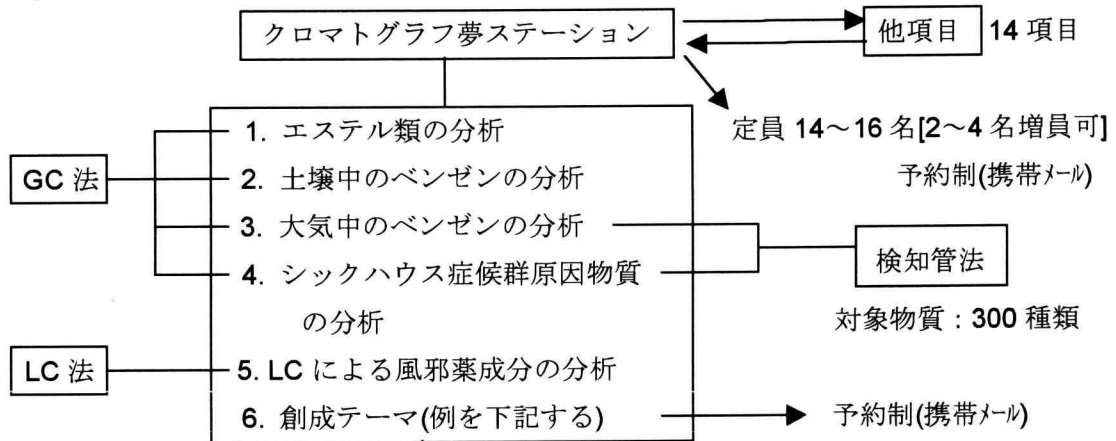 クロマトグラフ夢ステーション
他項目 14 項目
定員 14～16 名[2～4 名増員可]
予約制(携帯メール)
1. エステル類の分析
GC 法
2. 土壌中のベンゼンの分析
3. 大気中のベンゼンの分析
検知管法
4. シックハウス症候群原因物質
の分析
対象物質：300 種類
LC 法
5. LC による風邪薬成分の分析
6. 創成テーマ(例を下記する)
予約制(携帯メール)